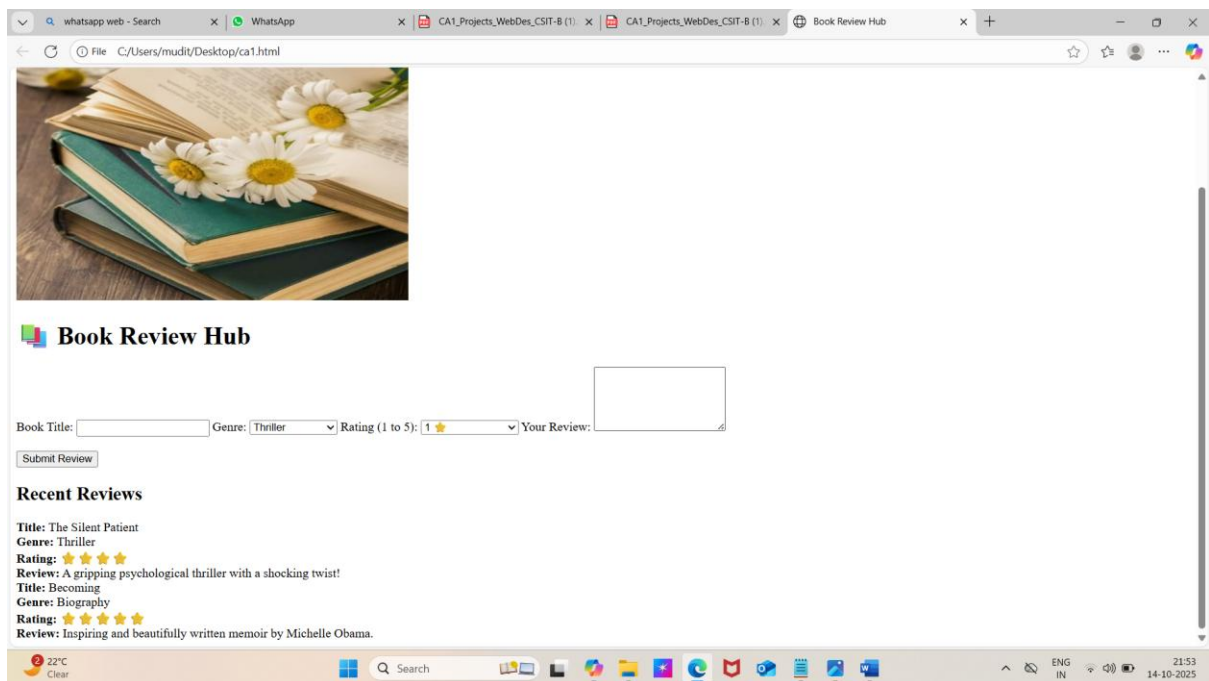 whatsapp web - Search
WhatsApp
CA1_Projects_WebDes_CSIT-B (1).
CA1_Projects_WebDes_CSIT-B (1).
Book Review Hub
File C:/Users/mudit/Desktop/ca1.html
Book Review Hub
Book Title: Genre: Thriller Rating (1 to 5): 1 ⭐ Your Review:
Submit Review
Recent Reviews
Title: The Silent Patient
Genre: Thriller
Rating: ⭐⭐⭐⭐
Review: A gripping psychological thriller with a shocking twist!
Title: Becoming
Genre: Biography
Rating: ⭐⭐⭐⭐⭐
Review: Inspiring and beautifully written memoir by Michelle Obama.
2 22°C
Clear
Search
ENG
IN
21:53
14-10-2025